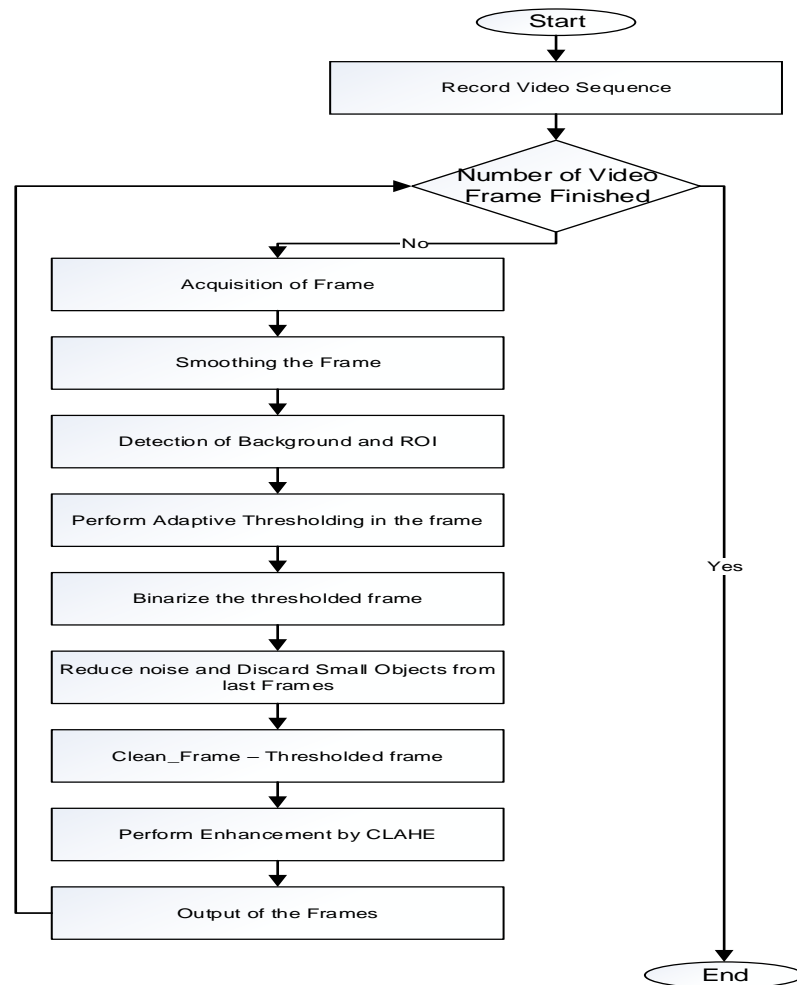 Start
Record Video Sequence
Number of Video
Frame Finished
No
Acquisition of Frame
Smoothing the Frame
Detection of Background and ROI
Perform Adaptive Thresholding in the frame
Binarize the thresholded frame
Yes
Reduce noise and Discard Small Objects from
last Frames
Clean_Frame – Thresholded frame
Perform Enhancement by CLAHE
Output of the Frames
End